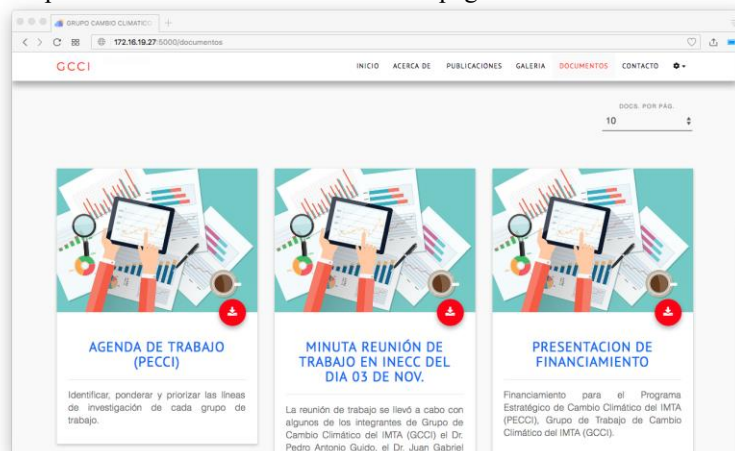 GRUPO CAMBIO CLIMÁTICO
172.16.19.27:5000/documentos
GCCI
INICIO ACERCA DE PUBLICACIONES GALERIA DOCUMENTOS CONTACTO
DOCS. POR PÁG.
10
AGENDA DE TRABAJO
(PECCI)
Identificar, ponderar y priorizar las líneas
de investigación de cada grupo de
trabajo.
MINUTA REUNIÓN DE
TRABAJO EN INECC DEL
DIA 03 DE NOV.
La reunión de trabajo se llevó a cabo con
algunos de los integrantes de Grupo de
Cambio Climático del IMTA (GCCI) el Dr.
Pedro Antonio Guido, el Dr. Juan Gabriel
PRESENTACION DE
FINANCIAMIENTO
Financiamiento para el Programa
Estratégico de Cambio Climático del IMTA
(PECCI), Grupo de Trabajo de Cambio
Climático del IMTA (GCCI).